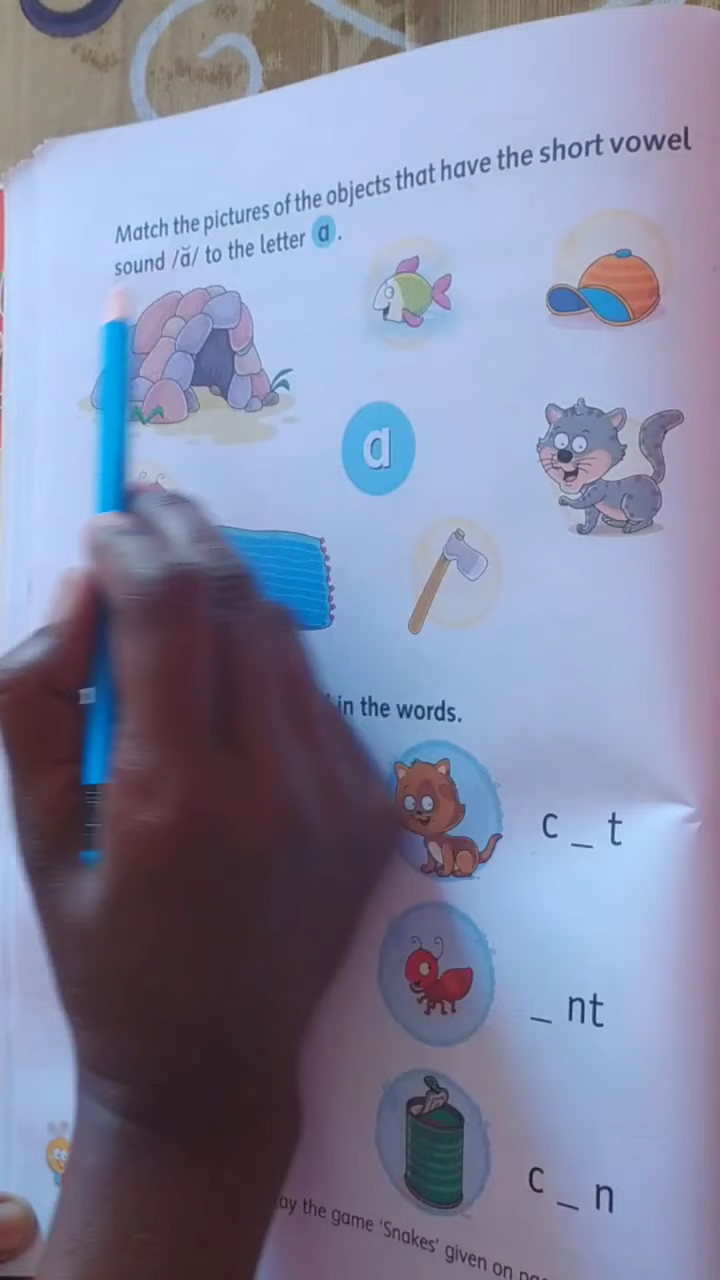 Match the pictures of the objects that have the short vowel
sound /ă/ to the letter a.
a
in the words.
c _ t
_ nt
c _ n
the game 'Snakes' given on